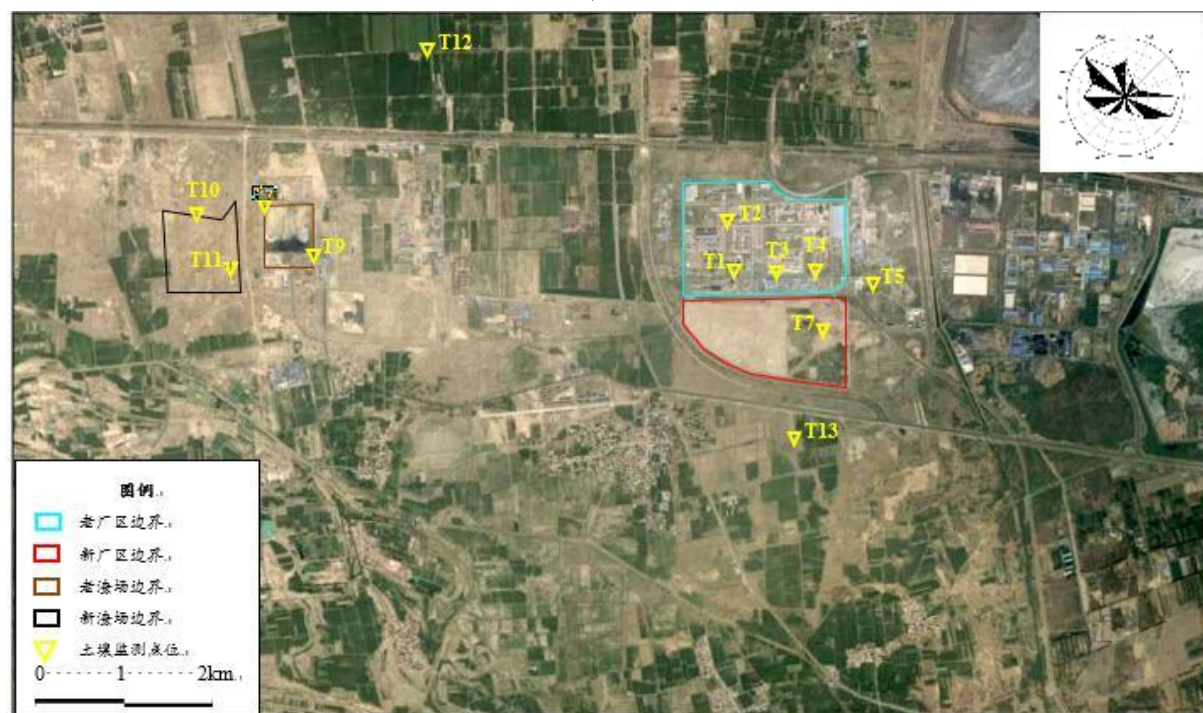 T12
T10
T2
T9
T3
T4
T11
T1
T5
T7
T13
图例
老厂区边界
新厂区边界
老渣场边界
新渣场边界
土壤监测点位
0 1 2km